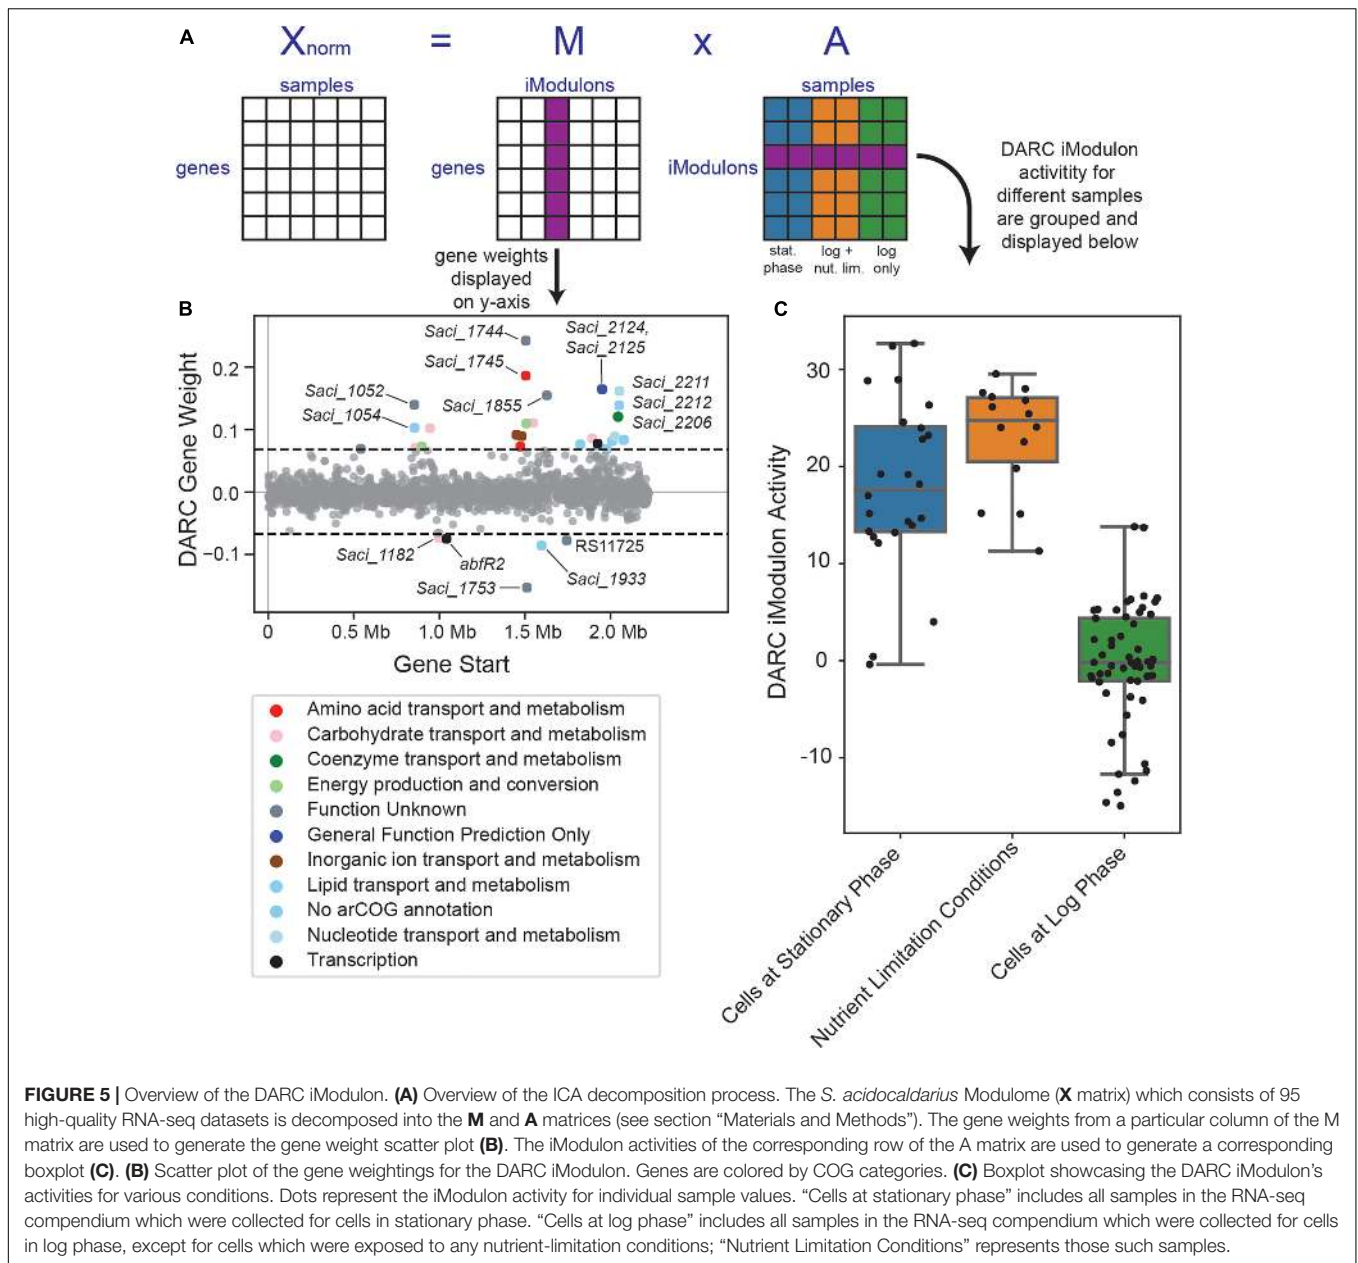 A
X norm = M x A
samples
iModulons
samples
genes
genes
iModulons
DARC iModulon
activitity for
different samples
are grouped and
displayed below
stat.
phase
log +
nut. lim.
log
only
gene weights
displayed
on y-axis
B
DARC Gene Weight
0.2
0.1
0.0
−0.1
Saci_1744
Saci_1745
Saci_2124,
Saci_2125
Saci_1052
Saci_1054
Saci_1855
Saci_2211
Saci_2212
Saci_2206
Saci_1182
abfR2
RS11725
Saci_1933
Saci_1753
0
0.5 Mb
1.0 Mb
1.5 Mb
2.0 Mb
Gene Start
Amino acid transport and metabolism
Carbohydrate transport and metabolism
Coenzyme transport and metabolism
Energy production and conversion
Function Unknown
General Function Prediction Only
Inorganic ion transport and metabolism
Lipid transport and metabolism
No arCOG annotation
Nucleotide transport and metabolism
Transcription
C
DARC iModulon Activity
30
20
10
0
-10
Cells at Stationary Phase
Nutrient Limitation Conditions
Cells at Log Phase
FIGURE 5 | Overview of the DARC iModulon. (A) Overview of the ICA decomposition process. The S. acidocaldarius Modulome (X matrix) which consists of 95
high-quality RNA-seq datasets is decomposed into the M and A matrices (see section “Materials and Methods”). The gene weights from a particular column of the M
matrix are used to generate the gene weight scatter plot (B). The iModulon activities of the corresponding row of the A matrix are used to generate a corresponding
boxplot (C). (B) Scatter plot of the gene weightings for the DARC iModulon. Genes are colored by COG categories. (C) Boxplot showcasing the DARC iModulon’s
activities for various conditions. Dots represent the iModulon activity for individual sample values. “Cells at stationary phase” includes all samples in the RNA-seq
compendium which were collected for cells in stationary phase. “Cells at log phase” includes all samples in the RNA-seq compendium which were collected for cells
in log phase, except for cells which were exposed to any nutrient-limitation conditions; “Nutrient Limitation Conditions” represents those such samples.